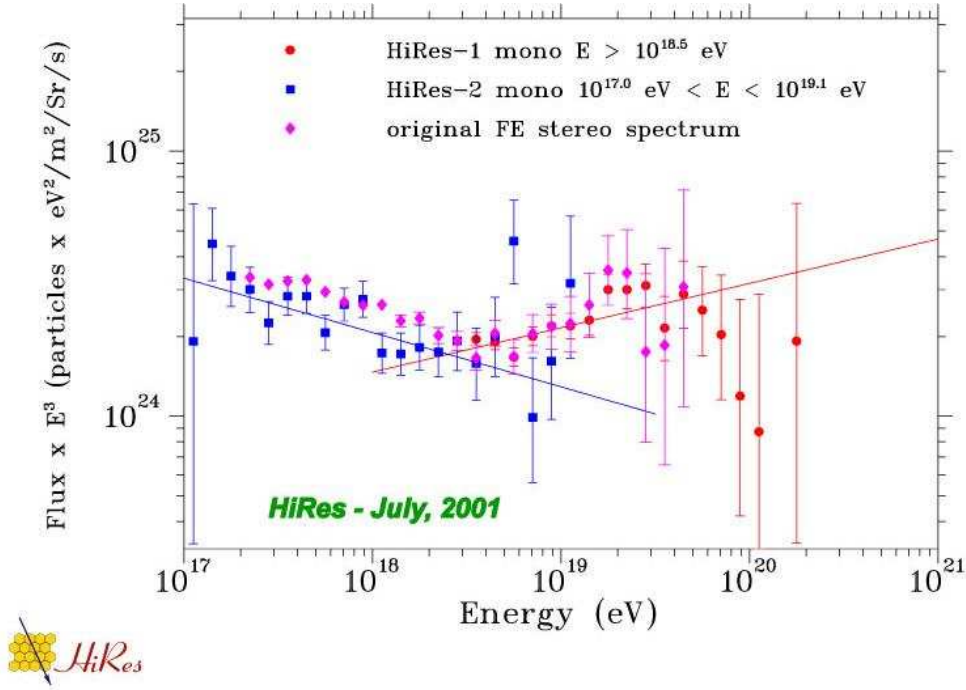 HiRes-1 mono E > 10^18.5 eV
HiRes-2 mono 10^17.0 eV < E < 10^19.1 eV
original FE stereo spectrum
Flux x E^3 (particles x eV^2/m^2/Sr/s)
10^25
10^24
HiRes - July, 2001
10^17 10^18 10^19 10^20 10^21
Energy (eV)
HiRes